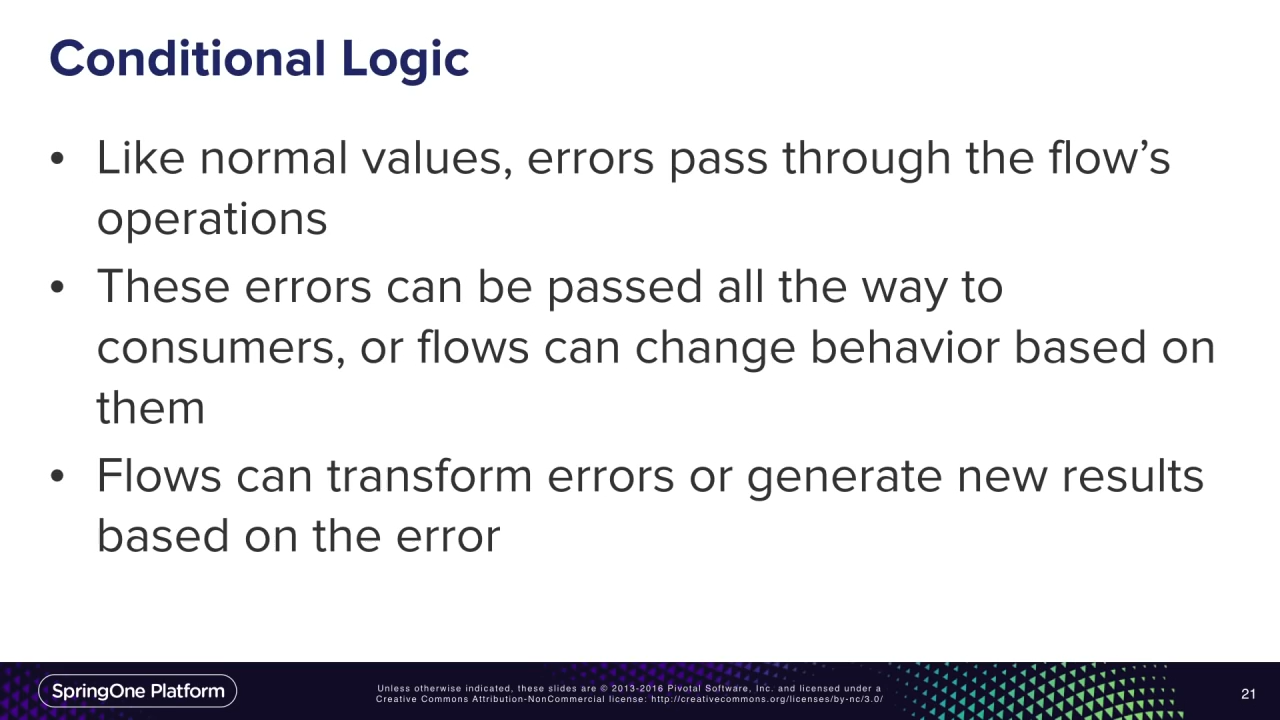 Conditional Logic
• Like normal values, errors pass through the flow’s
operations
• These errors can be passed all the way to
consumers, or flows can change behavior based on
them
• Flows can transform errors or generate new results
based on the error
SpringOne Platform
Unless otherwise indicated, these slides are © 2013-2016 Pivotal Software, Inc. and licensed under a
Creative Commons Attribution-NonCommercial license: http://creativecommons.org/licenses/by-nc/3.0/
21